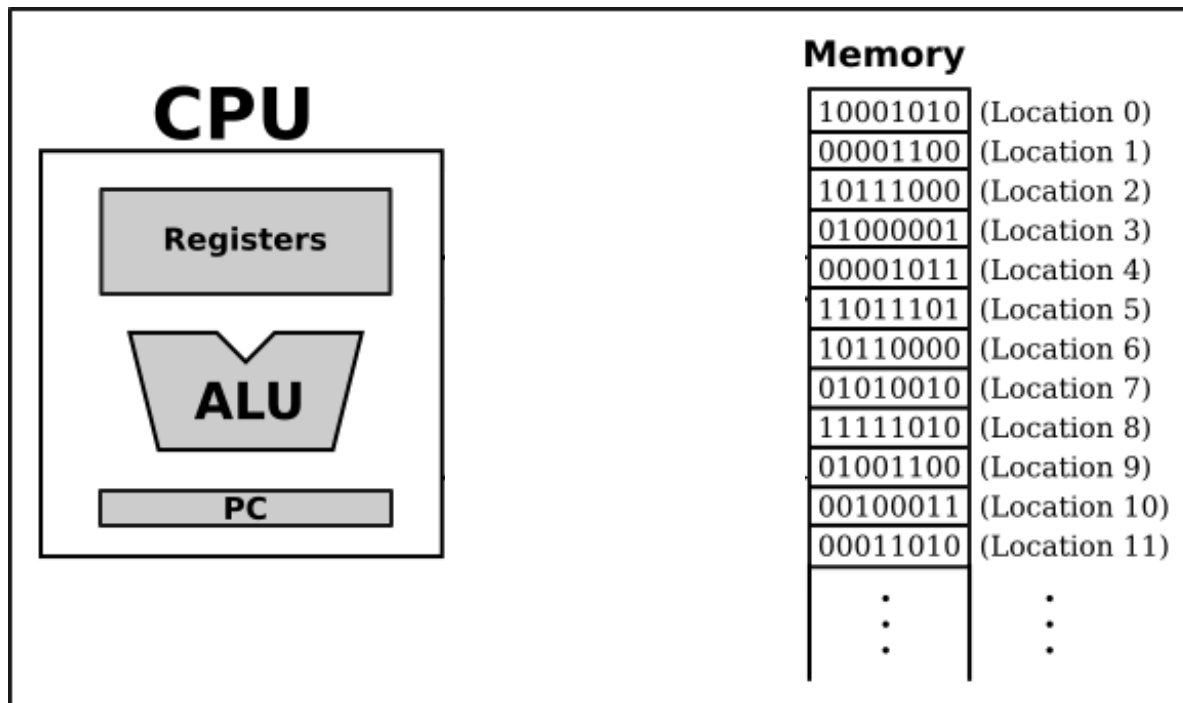 CPU
Registers
ALU
PC
Memory
10001010 (Location 0)
00001100 (Location 1)
10111000 (Location 2)
01000001 (Location 3)
00001011 (Location 4)
11011101 (Location 5)
10110000 (Location 6)
01010010 (Location 7)
11111010 (Location 8)
01001100 (Location 9)
00100011 (Location 10)
00011010 (Location 11)